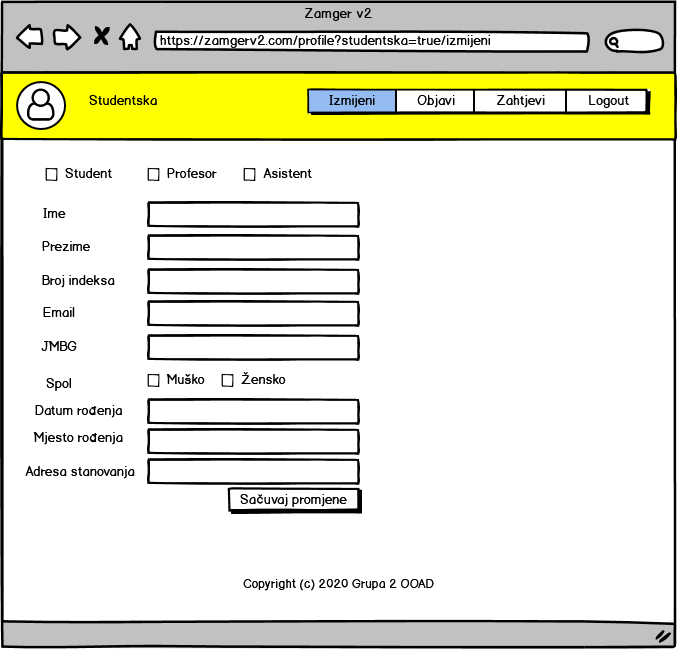 Zamger v2
https://zamgerv2.com/profile?studentska=true/izmijeni
Studentska
Izmijeni Objavi Zahtjevi Logout
Student Profesor Asistent
Ime
Prezime
Broj indeksa
Email
JMBG
Spol Muško Žensko
Datum rođenja
Mjesto rođenja
Adresa stanovanja
Sačuvaj promjene
Copyright (c) 2020 Grupa 2 OOAD